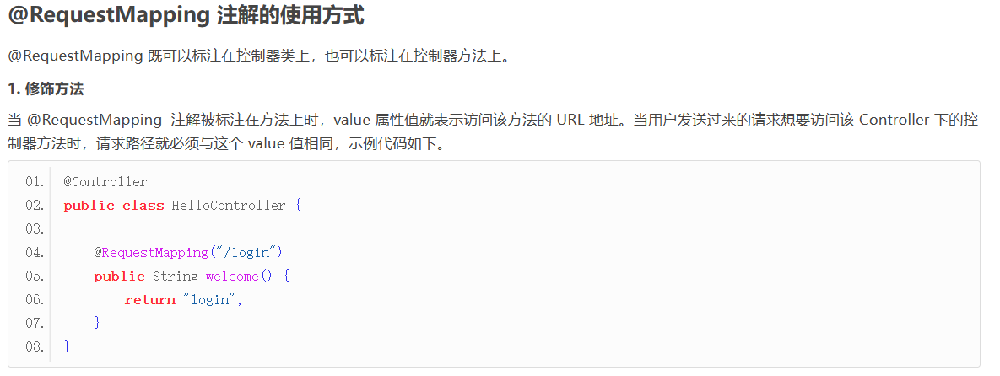 @RequestMapping 注解的使用方式
@RequestMapping 既可以标注在控制器类上，也可以标注在控制器方法上。
1. 修饰方法
当 @RequestMapping  注解被标注在方法上时，value 属性值就表示访问该方法的 URL 地址。当用户发送过来的请求想要访问该 Controller 下的控
制器方法时，请求路径就必须与这个 value 值相同，示例代码如下。
01. @Controller
02. public class HelloController {
03.
04.     @RequestMapping("/login")
05.     public String welcome() {
06.         return "login";
07.     }
08. }